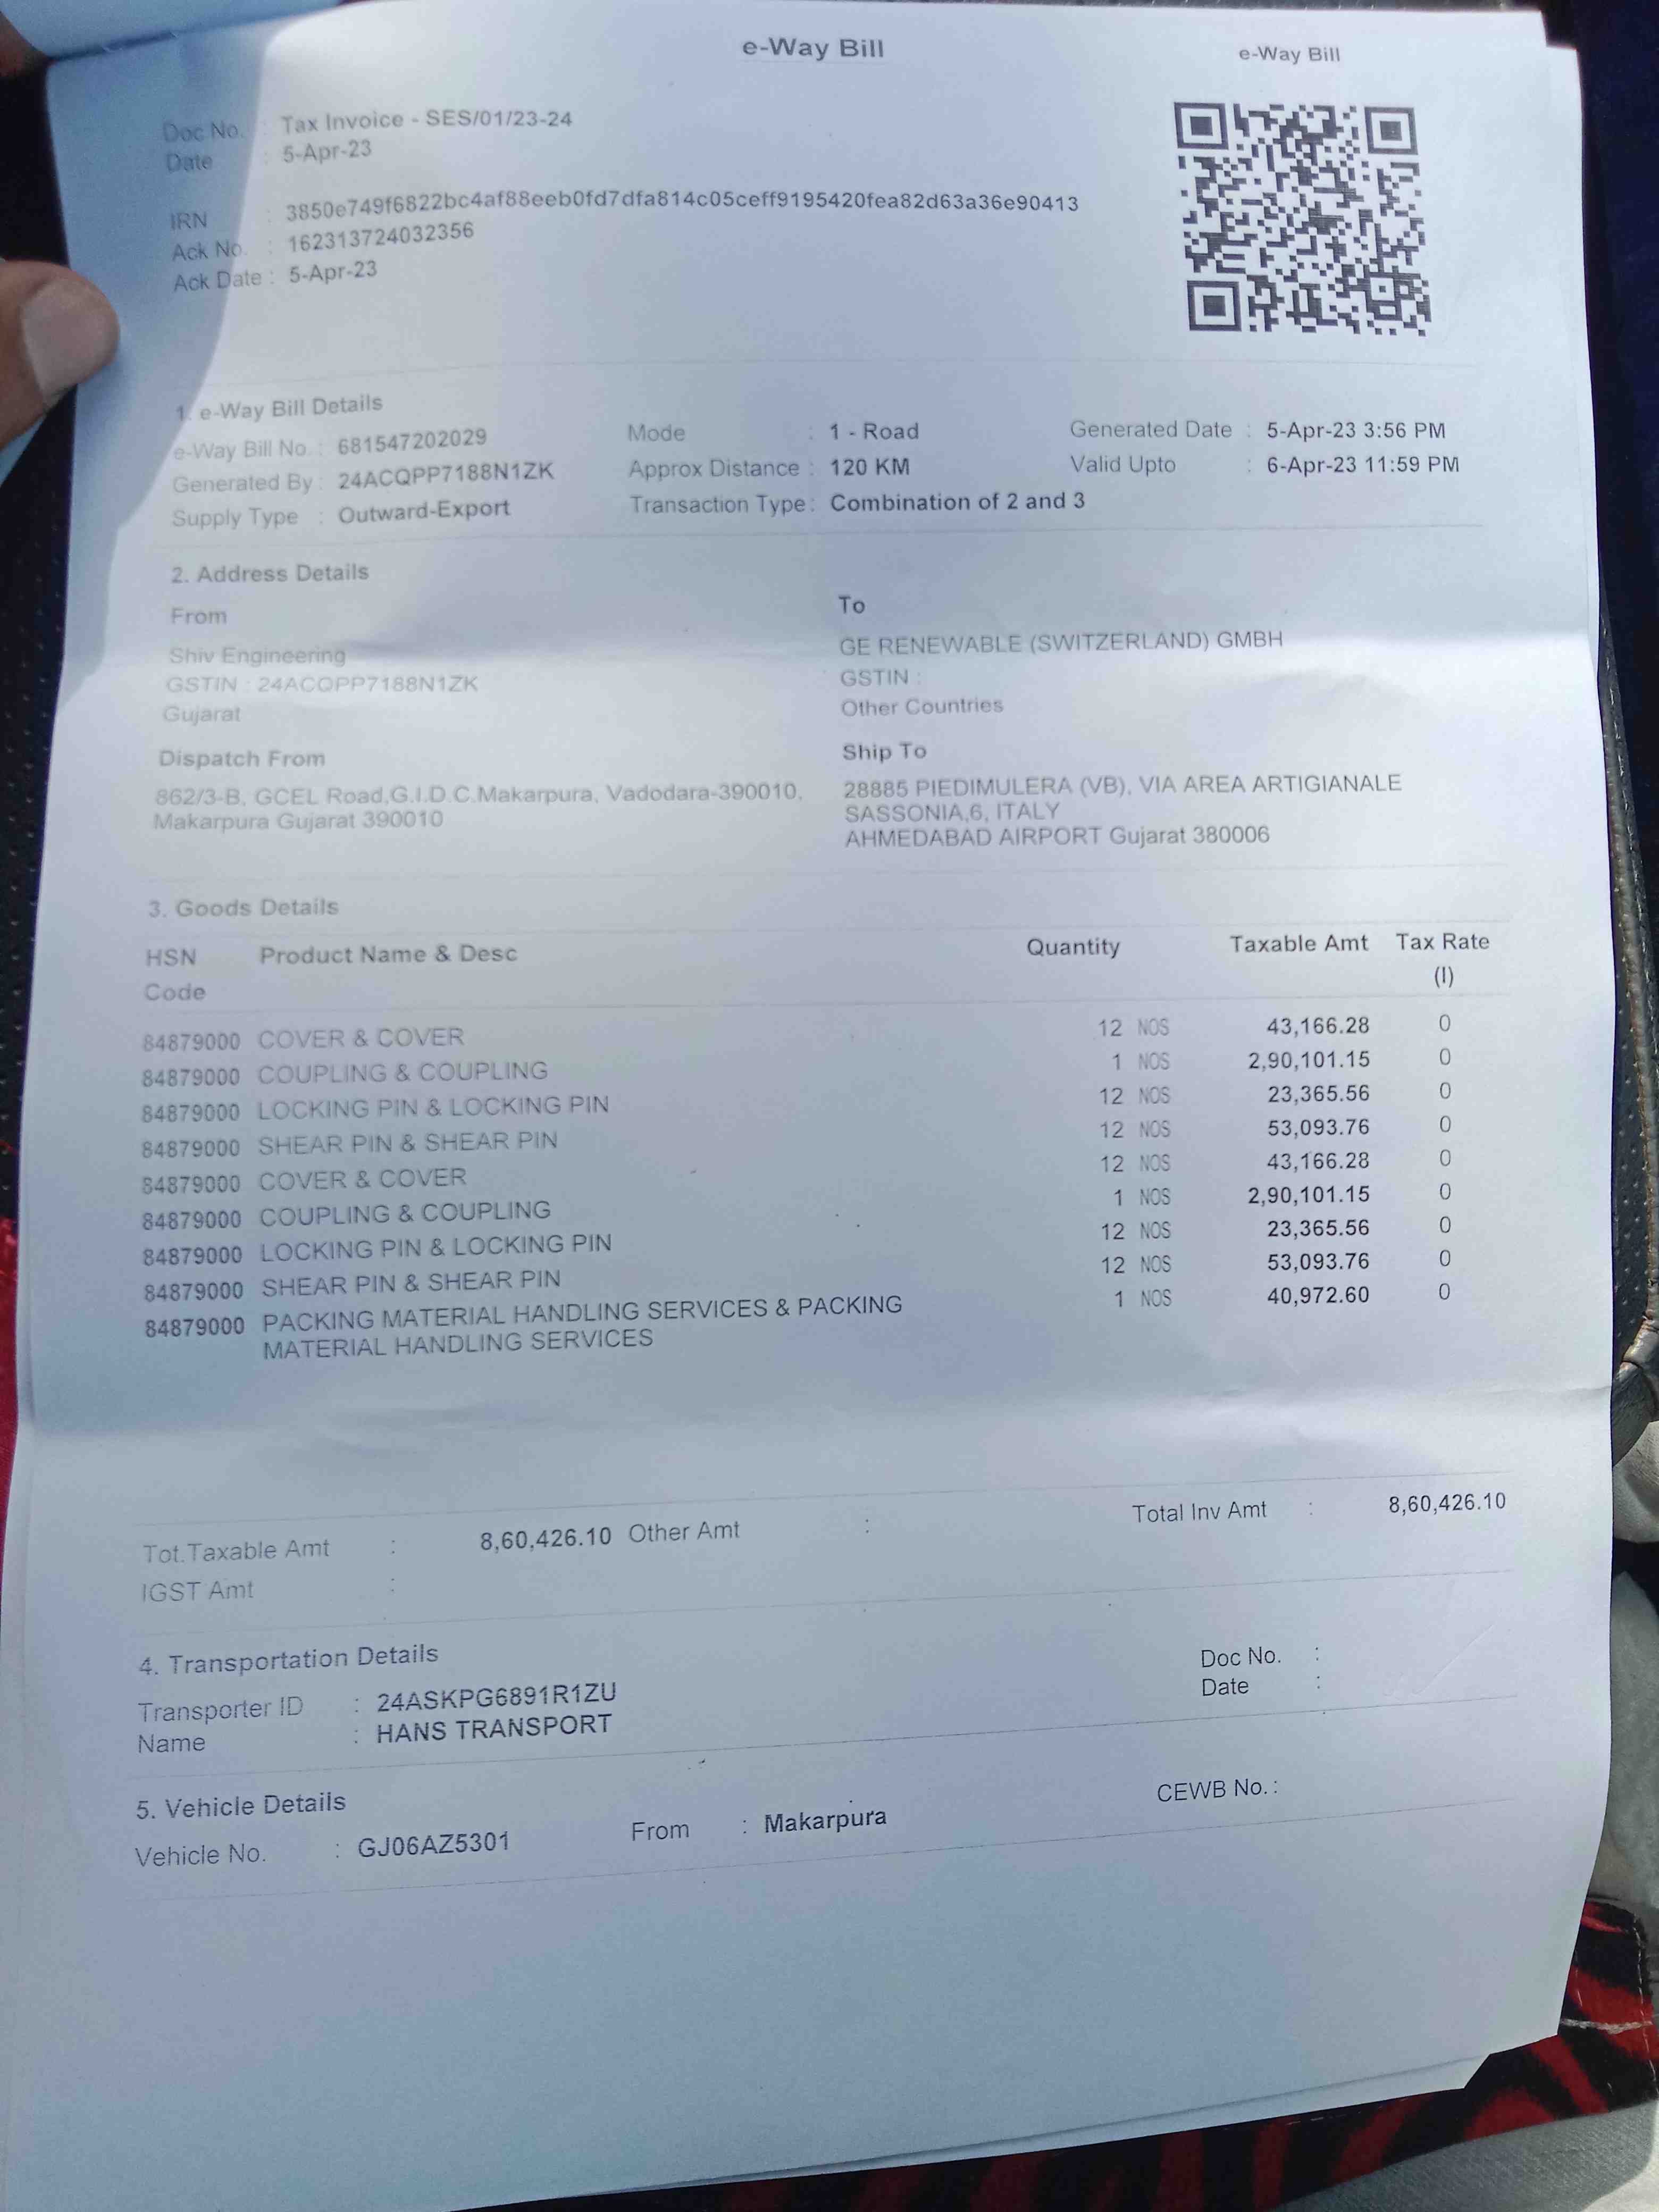 e-Way Bill
e-Way Bill
Doc No. : Tax Invoice - SES/01/23-24
Date : 5-Apr-23
IRN : 3850e749f6822bc4af88eeb0fd7dfa814c05ceff9195420fea82d63a36e90413
Ack No. : 162313724032356
Ack Date : 5-Apr-23
1. e-Way Bill Details
e-Way Bill No. : 681547202029 Mode : 1 - Road Generated Date : 5-Apr-23 3:56 PM
Generated By : 24ACQPP7188N1ZK Approx Distance : 120 KM Valid Upto : 6-Apr-23 11:59 PM
Supply Type : Outward-Export Transaction Type : Combination of 2 and 3
2. Address Details
From
Shiv Engineering
GSTIN : 24ACQPP7188N1ZK
Gujarat
To
GE RENEWABLE (SWITZERLAND) GMBH
GSTIN :
Other Countries
Dispatch From
862/3-B, GCEL Road,G.I.D.C.Makarpura, Vadodara-390010,
Makarpura Gujarat 390010
Ship To
28885 PIEDIMULERA (VB), VIA AREA ARTIGIANALE
SASSONIA,6, ITALY
AHMEDABAD AIRPORT Gujarat 380006
3. Goods Details
HSN Product Name & Desc Quantity Taxable Amt Tax Rate
Code (I)
84879000 COVER & COVER 12 NOS 43,166.28 0
84879000 COUPLING & COUPLING 1 NOS 2,90,101.15 0
84879000 LOCKING PIN & LOCKING PIN 12 NOS 23,365.56 0
84879000 SHEAR PIN & SHEAR PIN 12 NOS 53,093.76 0
84879000 COVER & COVER 12 NOS 43,166.28 0
84879000 COUPLING & COUPLING 1 NOS 2,90,101.15 0
84879000 LOCKING PIN & LOCKING PIN 12 NOS 23,365.56 0
84879000 SHEAR PIN & SHEAR PIN 12 NOS 53,093.76 0
84879000 PACKING MATERIAL HANDLING SERVICES & PACKING 1 NOS 40,972.60 0
MATERIAL HANDLING SERVICES
Tot.Taxable Amt : 8,60,426.10 Other Amt : Total Inv Amt : 8,60,426.10
IGST Amt :
4. Transportation Details
Transporter ID : 24ASKPG6891R1ZU Doc No. :
Name : HANS TRANSPORT Date :
5. Vehicle Details
Vehicle No. : GJ06AZ5301 From : Makarpura CEWB No. :